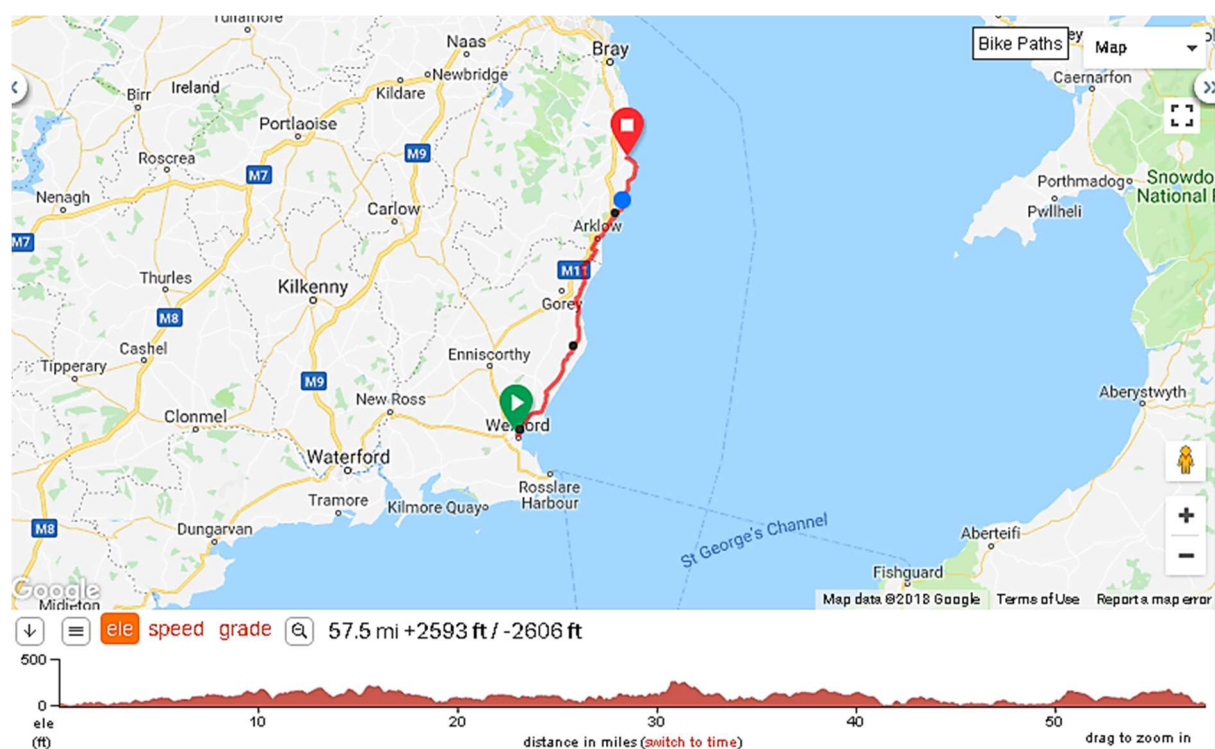 Tullamore
Naas
Bray
Bike Paths
Map
Newbridge
Caernarfon
Birr
Ireland
Kildare
Portlaoise
Roscrea
M9
M7
Porthmadog
Snowdo
National P
Nenagh
Carlow
Pwllheli
Arklow
M7
Thurles
M11
Kilkenny
Gorey
M8
Cashel
Enniscorthy
Tipperary
M9
Aberystwyth
New Ross
Clonmel
Wexford
Waterford
Rosslare
Harbour
Tramore
Kilmore Quay
M8
Dungarvan
St George's Channel
Aberteifi
Fishguard
Google
Midleton
Map data ©2018 Google Terms of Use Report a map error
ele speed grade 57.5 mi +2593 ft / -2606 ft
500
0
ele
(ft)
10 20 30 40 50
distance in miles (switch to time)
drag to zoom in